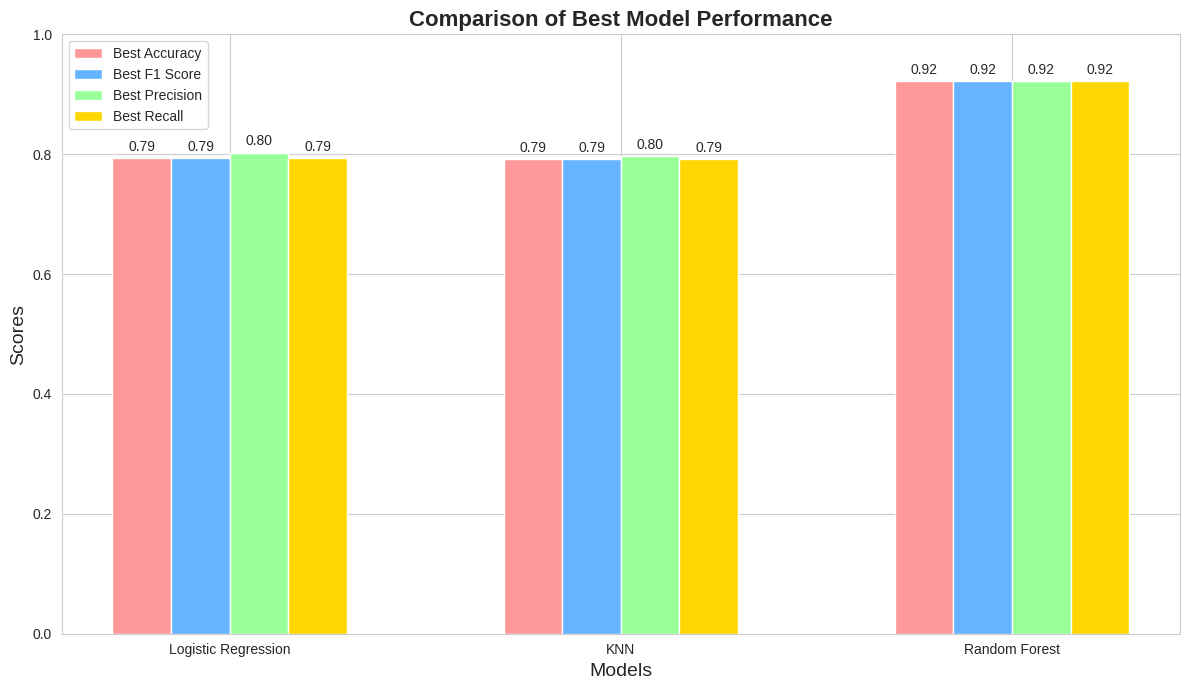 Comparison of Best Model Performance
Best Accuracy
Best F1 Score
Best Precision
Best Recall
1.0
0.8
0.6
0.4
0.2
0.0
Scores
0.79 0.79 0.80 0.79
0.79 0.79 0.80 0.79
0.92 0.92 0.92 0.92
Logistic Regression
KNN
Random Forest
Models